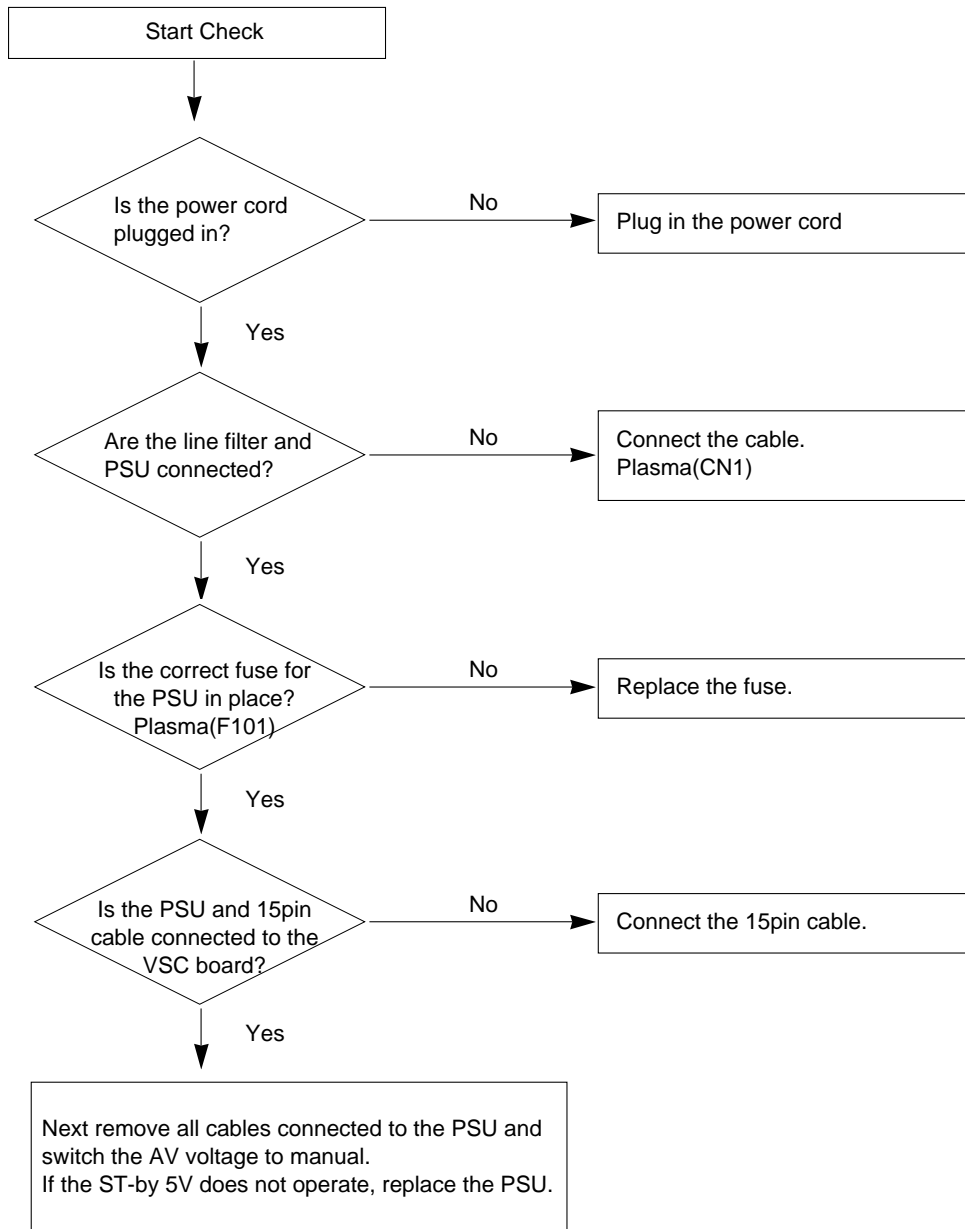 Start Check
Is the power cord
plugged in?
No
Plug in the power cord
Yes
Are the line filter and
PSU connected?
No
Connect the cable.
Plasma(CN1)
Yes
Is the correct fuse for
the PSU in place?
Plasma(F101)
No
Replace the fuse.
Yes
Is the PSU and 15pin
cable connected to the
VSC board?
No
Connect the 15pin cable.
Yes
Next remove all cables connected to the PSU and
switch the AV voltage to manual.
If the ST-by 5V does not operate, replace the PSU.